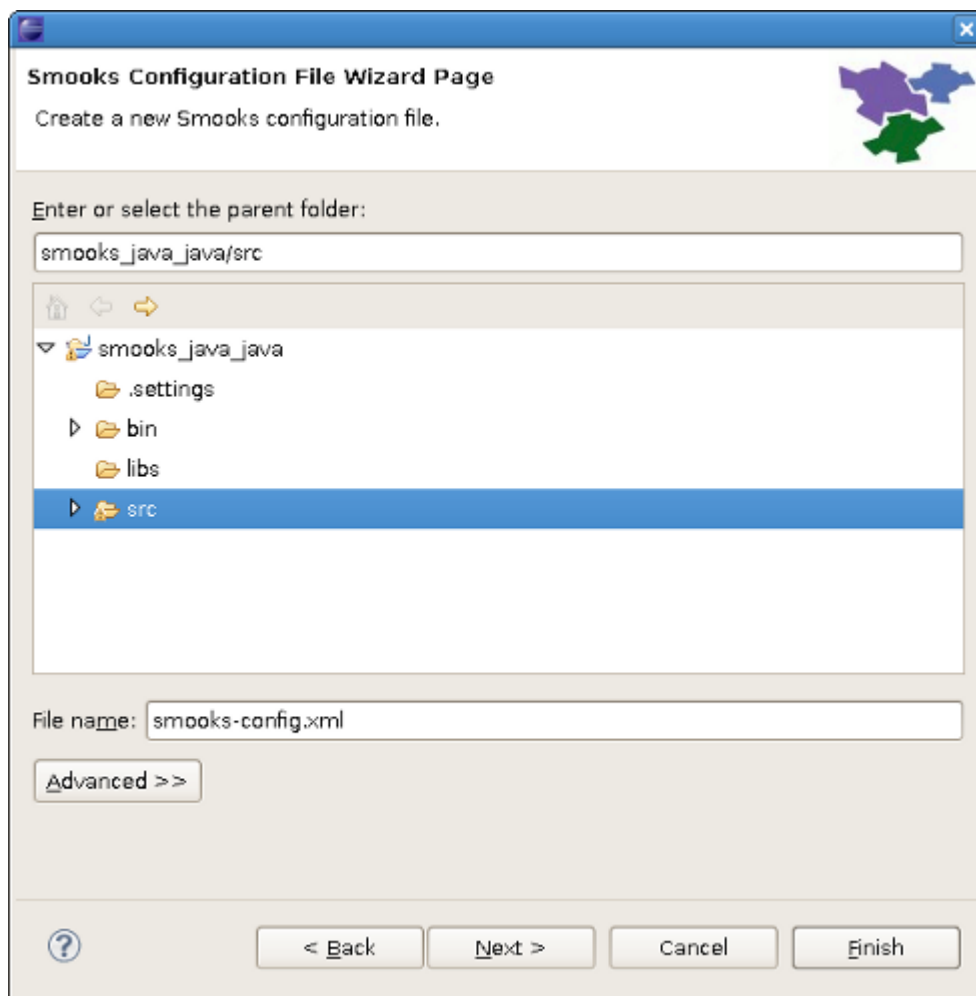 Smooks Configuration File Wizard Page
Create a new Smooks configuration file.
Enter or select the parent folder:
smooks_java_java/src
smooks_java_java
.settings
bin
libs
src
File name: smooks-config.xml
Advanced >>
? < Back Next > Cancel Finish